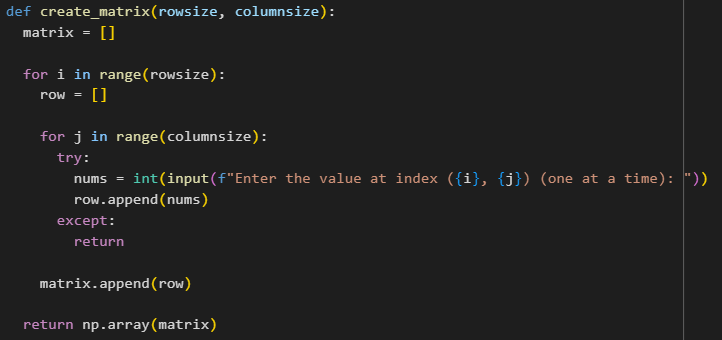 def create_matrix(rowsize, columnsize):
  matrix = []

  for i in range(rowsize):
    row = []

    for j in range(columnsize):
      try:
        nums = int(input(f"Enter the value at index ({i}, {j}) (one at a time): "))
        row.append(nums)
      except:
        return

    matrix.append(row)

  return np.array(matrix)